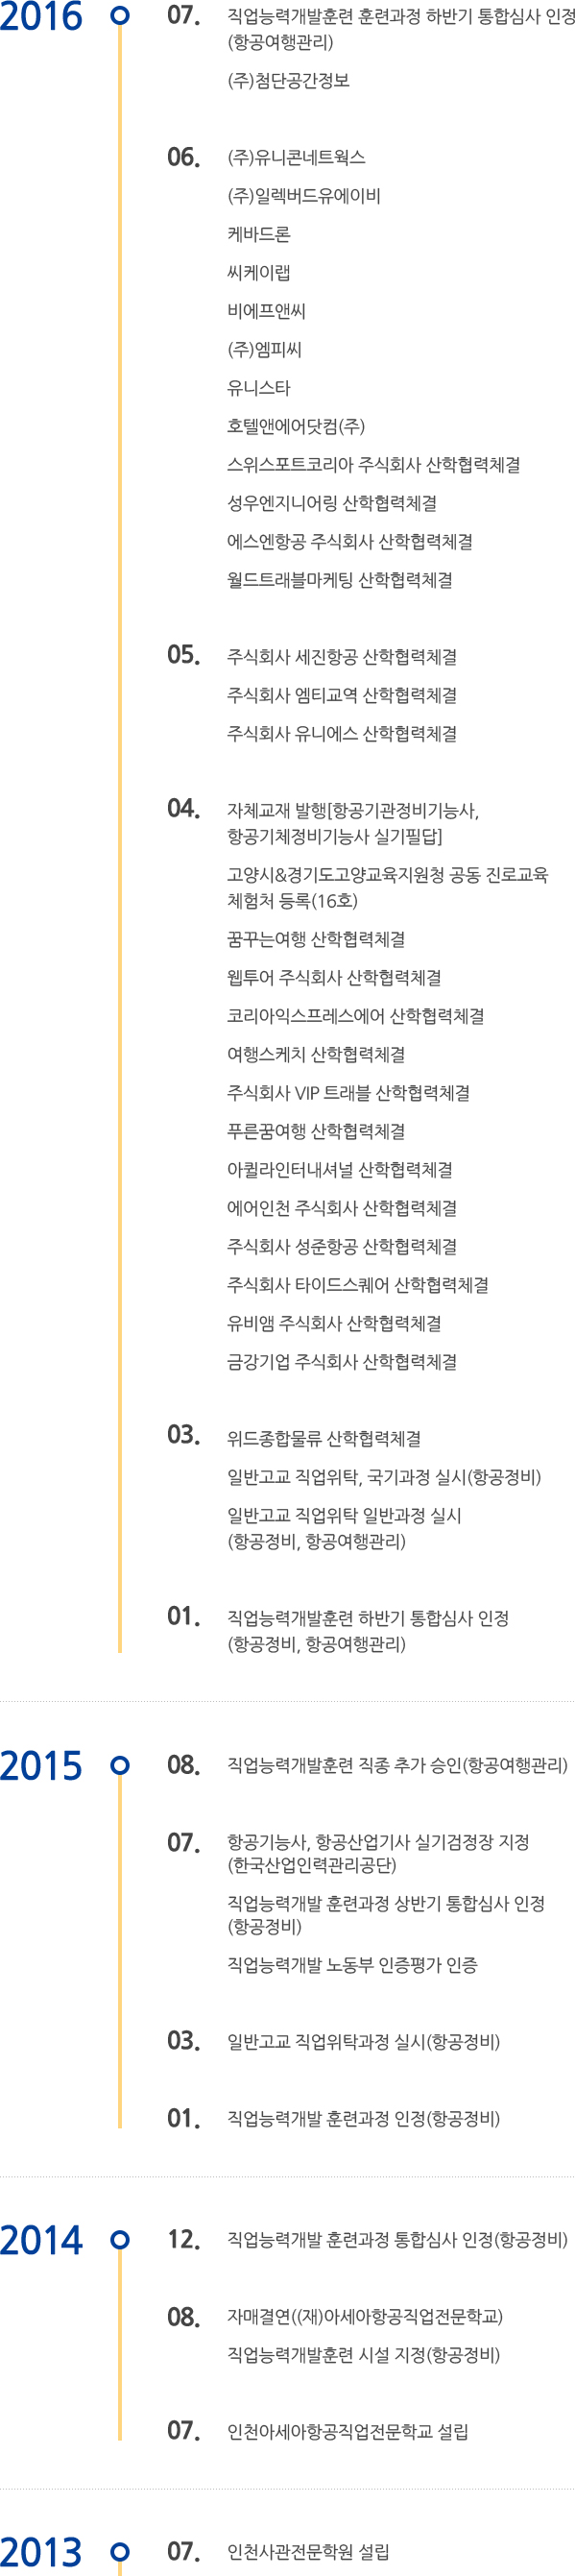 2016
07. 직업능력개발훈련 훈련과정 하반기 통합심사 인정
(항공여행관리)
(주)첨단공간정보
06. (주)유니콘네트웍스
(주)일렉버드유에이비
케바드론
씨케이랩
비에프앤씨
(주)엠피씨
유니스타
호텔앤에어닷컴(주)
스위스포트코리아 주식회사 산학협력체결
성우엔지니어링 산학협력체결
에스엔항공 주식회사 산학협력체결
월드트래블마케팅 산학협력체결
05. 주식회사 세진항공 산학협력체결
주식회사 엠티교역 산학협력체결
주식회사 유니에스 산학협력체결
04. 자체교재 발행[항공기관정비기능사,
항공기체정비기능사 실기필답]
고양시&경기도고양교육지원청 공동 진로교육
체험처 등록(16호)
꿈꾸는여행 산학협력체결
웹투어 주식회사 산학협력체결
코리아익스프레스에어 산학협력체결
여행스케치 산학협력체결
주식회사 VIP 트래블 산학협력체결
푸른꿈여행 산학협력체결
아퀼라인터내셔널 산학협력체결
에어인천 주식회사 산학협력체결
주식회사 성준항공 산학협력체결
주식회사 타이드스퀘어 산학협력체결
유비앰 주식회사 산학협력체결
금강기업 주식회사 산학협력체결
03. 위드종합물류 산학협력체결
일반고교 직업위탁, 국기과정 실시(항공정비)
일반고교 직업위탁 일반과정 실시
(항공정비, 항공여행관리)
01. 직업능력개발훈련 하반기 통합심사 인정
(항공정비, 항공여행관리)
2015
08. 직업능력개발훈련 직종 추가 승인(항공여행관리)
07. 항공기능사, 항공산업기사 실기검정장 지정
(한국산업인력관리공단)
직업능력개발 훈련과정 상반기 통합심사 인정
(항공정비)
직업능력개발 노동부 인증평가 인증
03. 일반고교 직업위탁과정 실시(항공정비)
01. 직업능력개발 훈련과정 인정(항공정비)
2014
12. 직업능력개발 훈련과정 통합심사 인정(항공정비)
08. 자매결연((재)아세아항공직업전문학교)
직업능력개발훈련 시설 지정(항공정비)
07. 인천아세아항공직업전문학교 설립
2013
07. 인천사관전문학원 설립